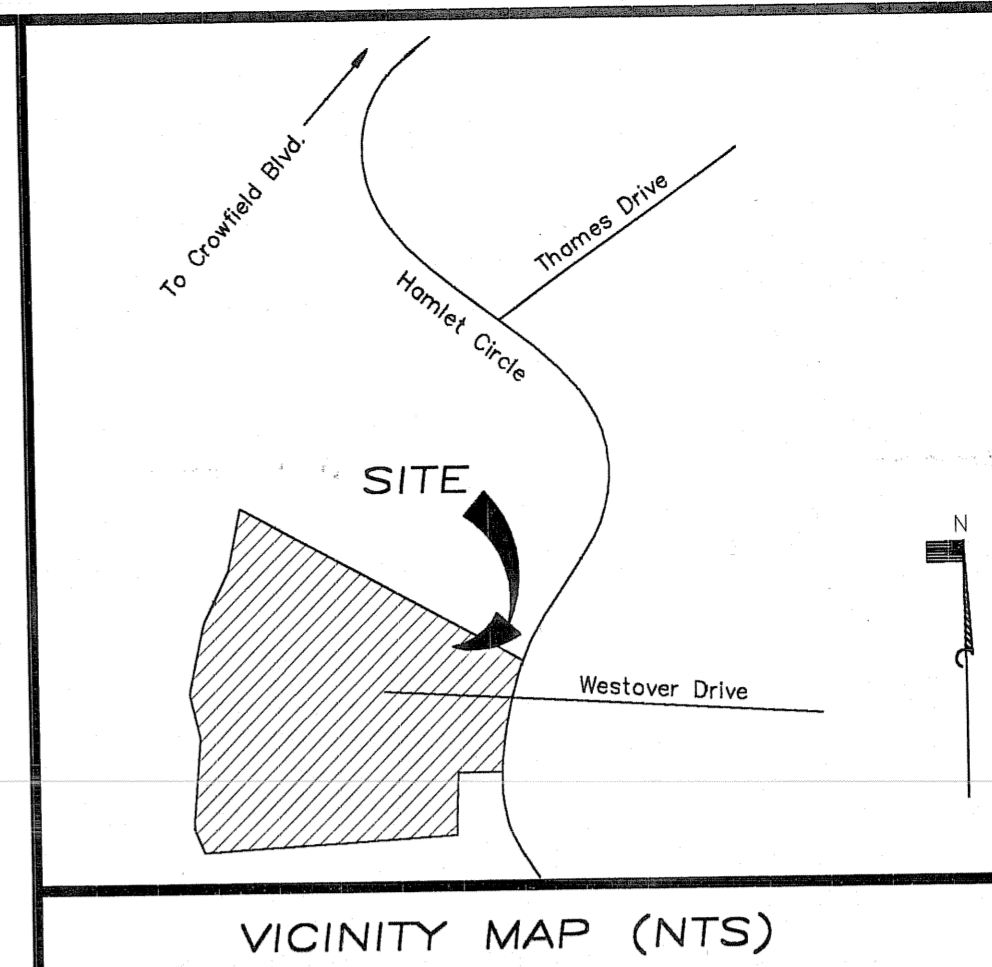 To Crowfield Blvd.
Thames Drive
Hamlet Circle
SITE
N
Westover Drive
VICINITY MAP (NTS)